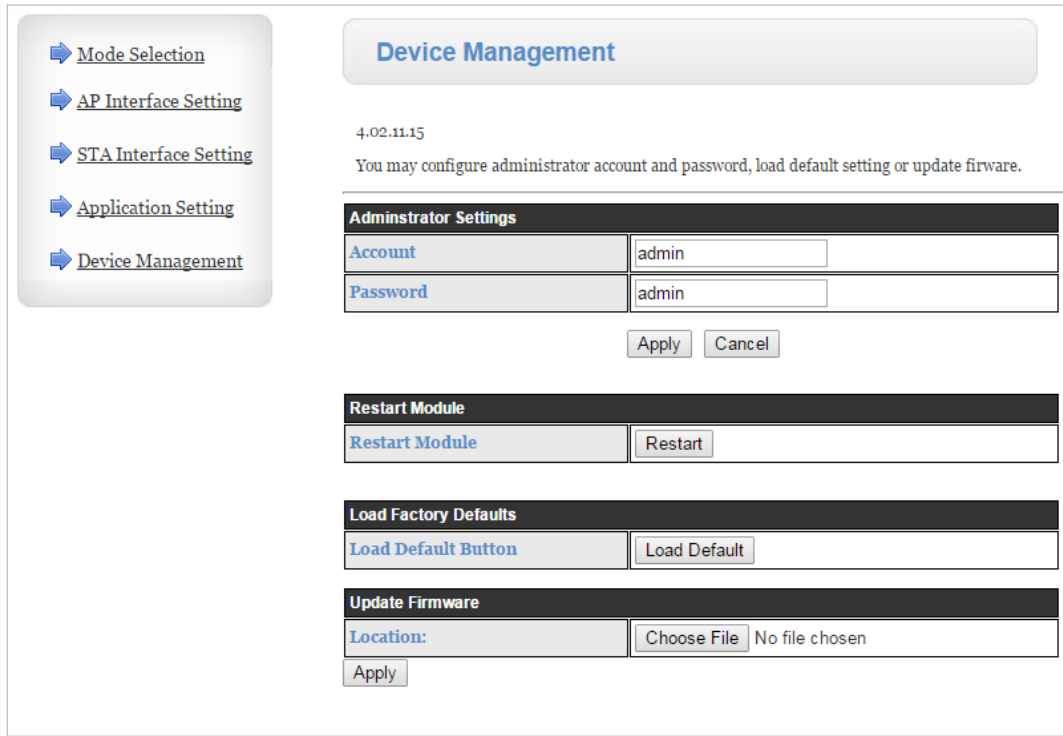 Mode Selection
AP Interface Setting
STA Interface Setting
Application Setting
Device Management
Device Management
4.02.11.15
You may configure administrator account and password, load default setting or update firware.
Adminstrator Settings
Account admin
Password admin
Apply Cancel
Restart Module
Restart Module Restart
Load Factory Defaults
Load Default Button Load Default
Update Firmware
Location: Choose File No file chosen
Apply